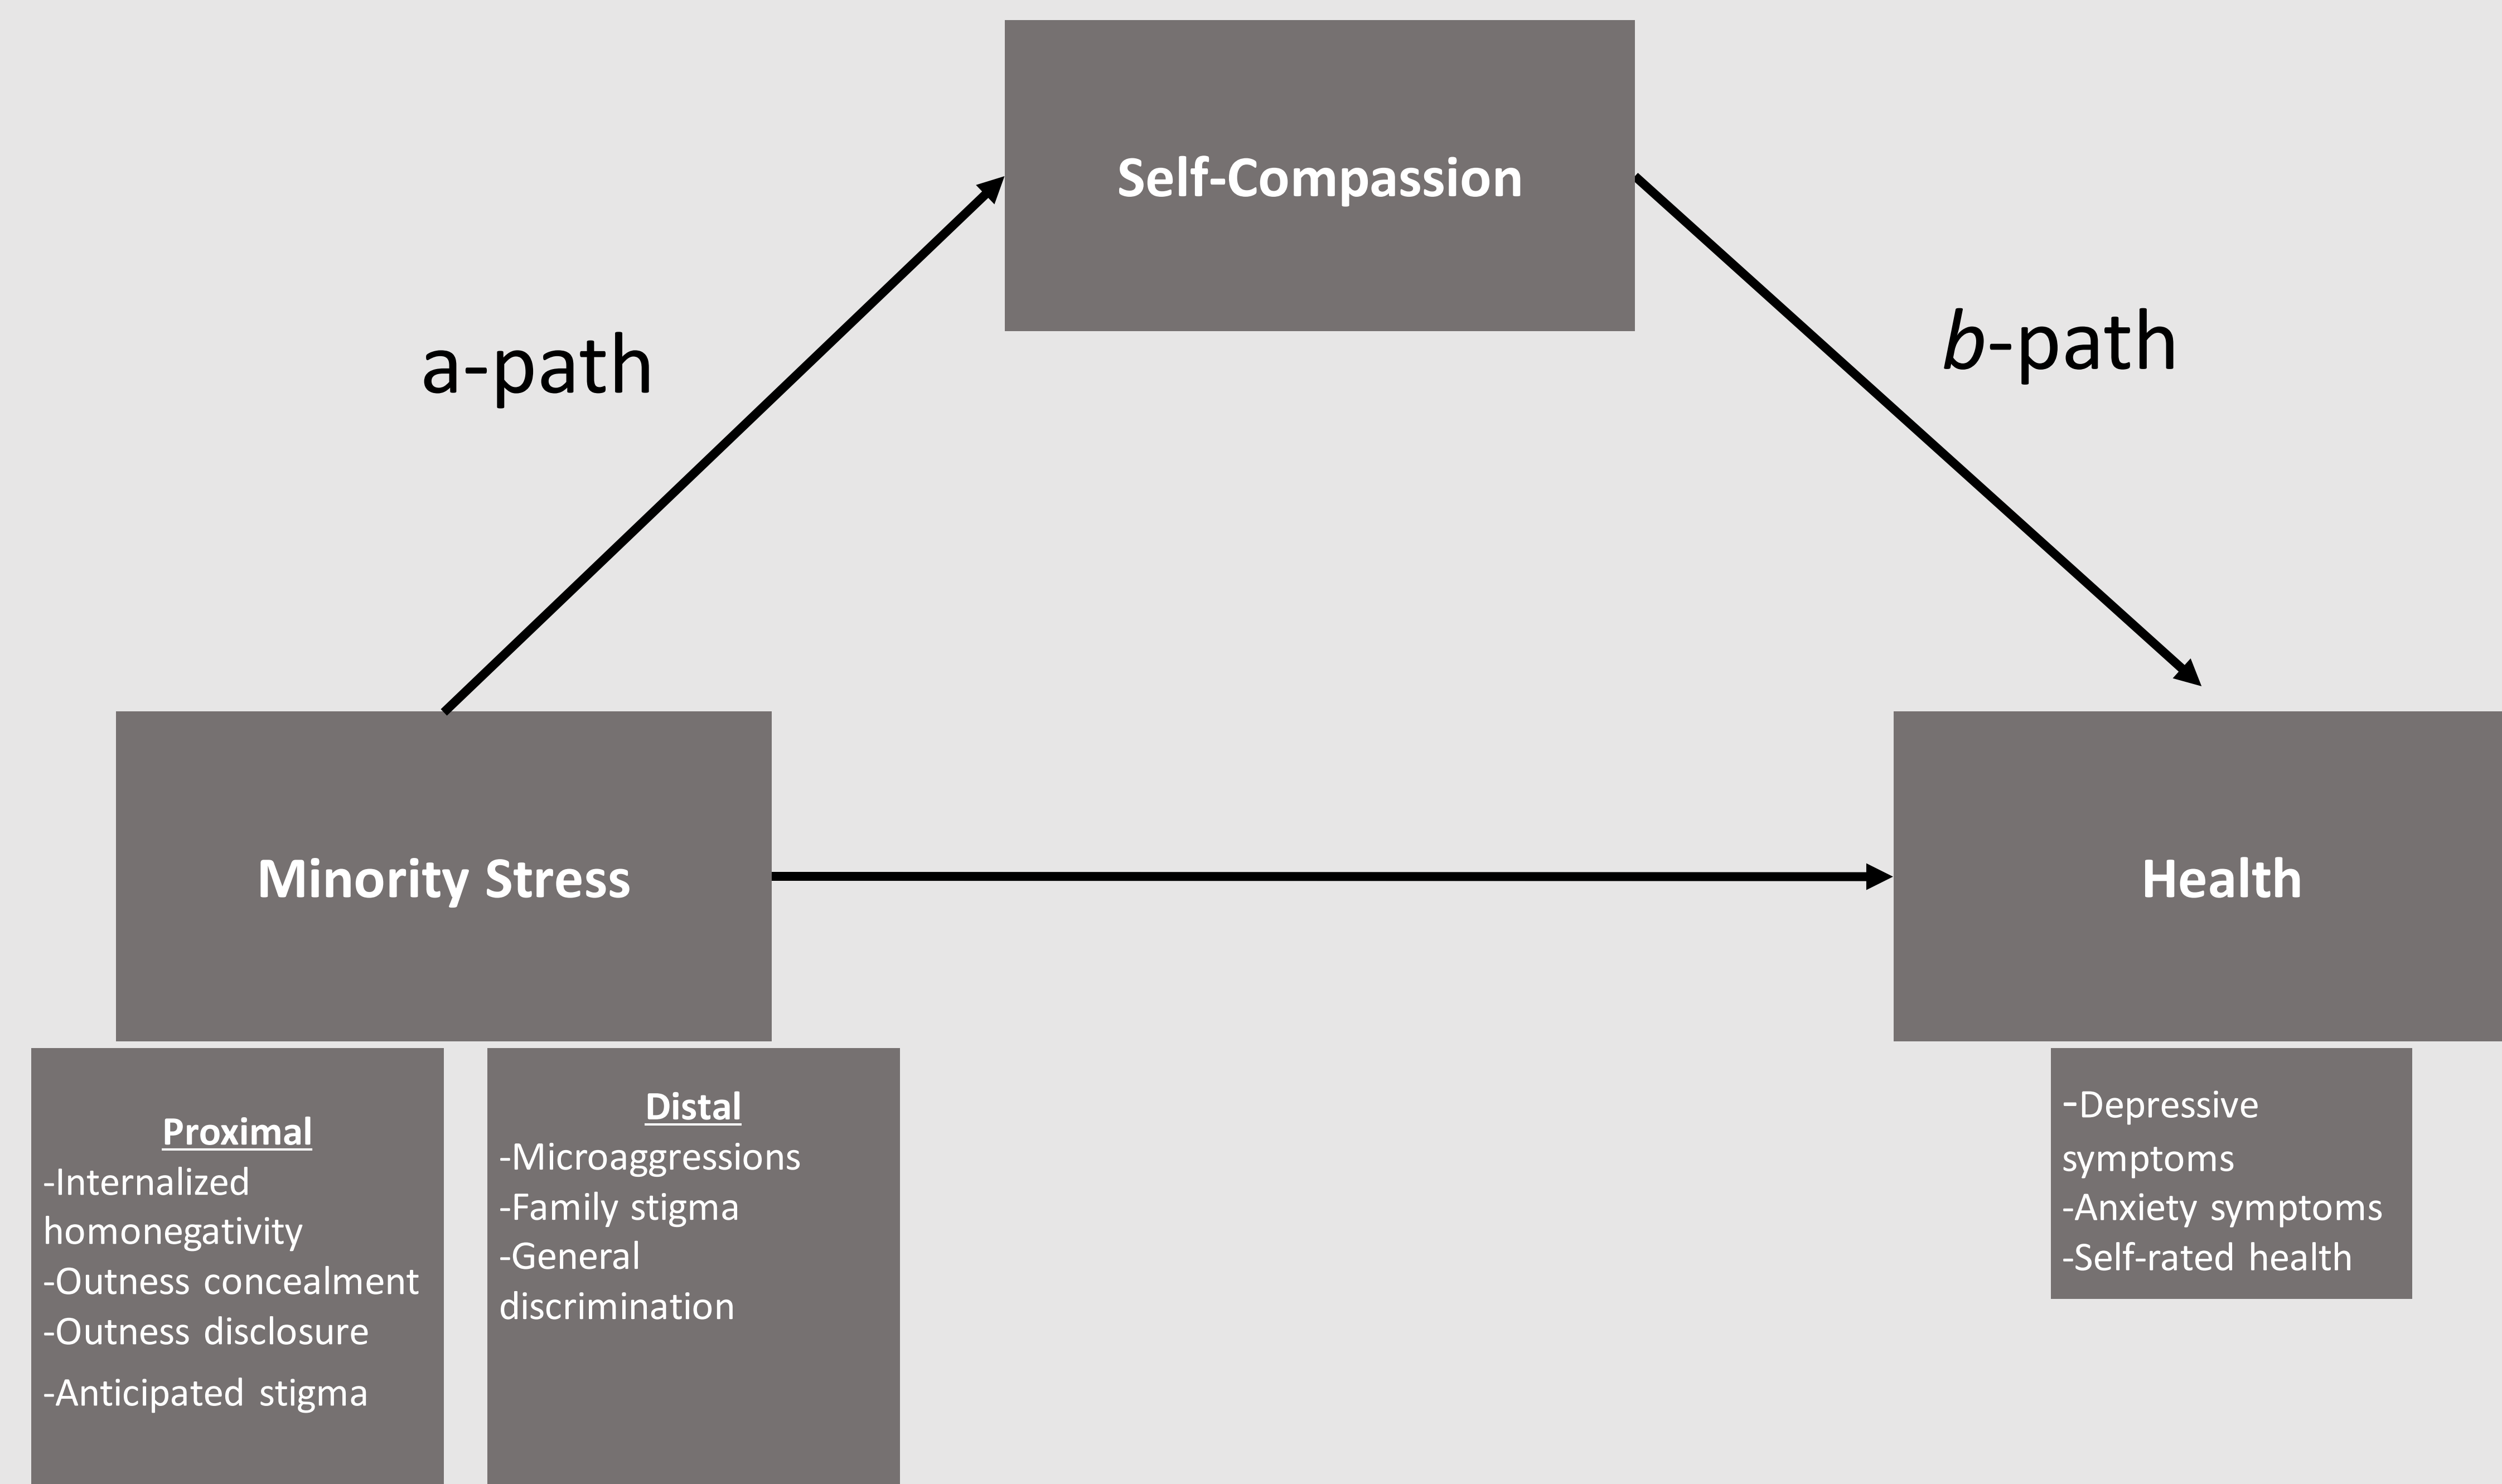 Self-Compassion
a-path
b-path
Minority Stress
Health
Proximal
-Internalized
homonegativity
-Outness concealment
-Outness disclosure
-Anticipated stigma
Distal
-Microaggressions
-Family stigma
-General
discrimination
-Depressive
symptoms
-Anxiety symptoms
-Self-rated health